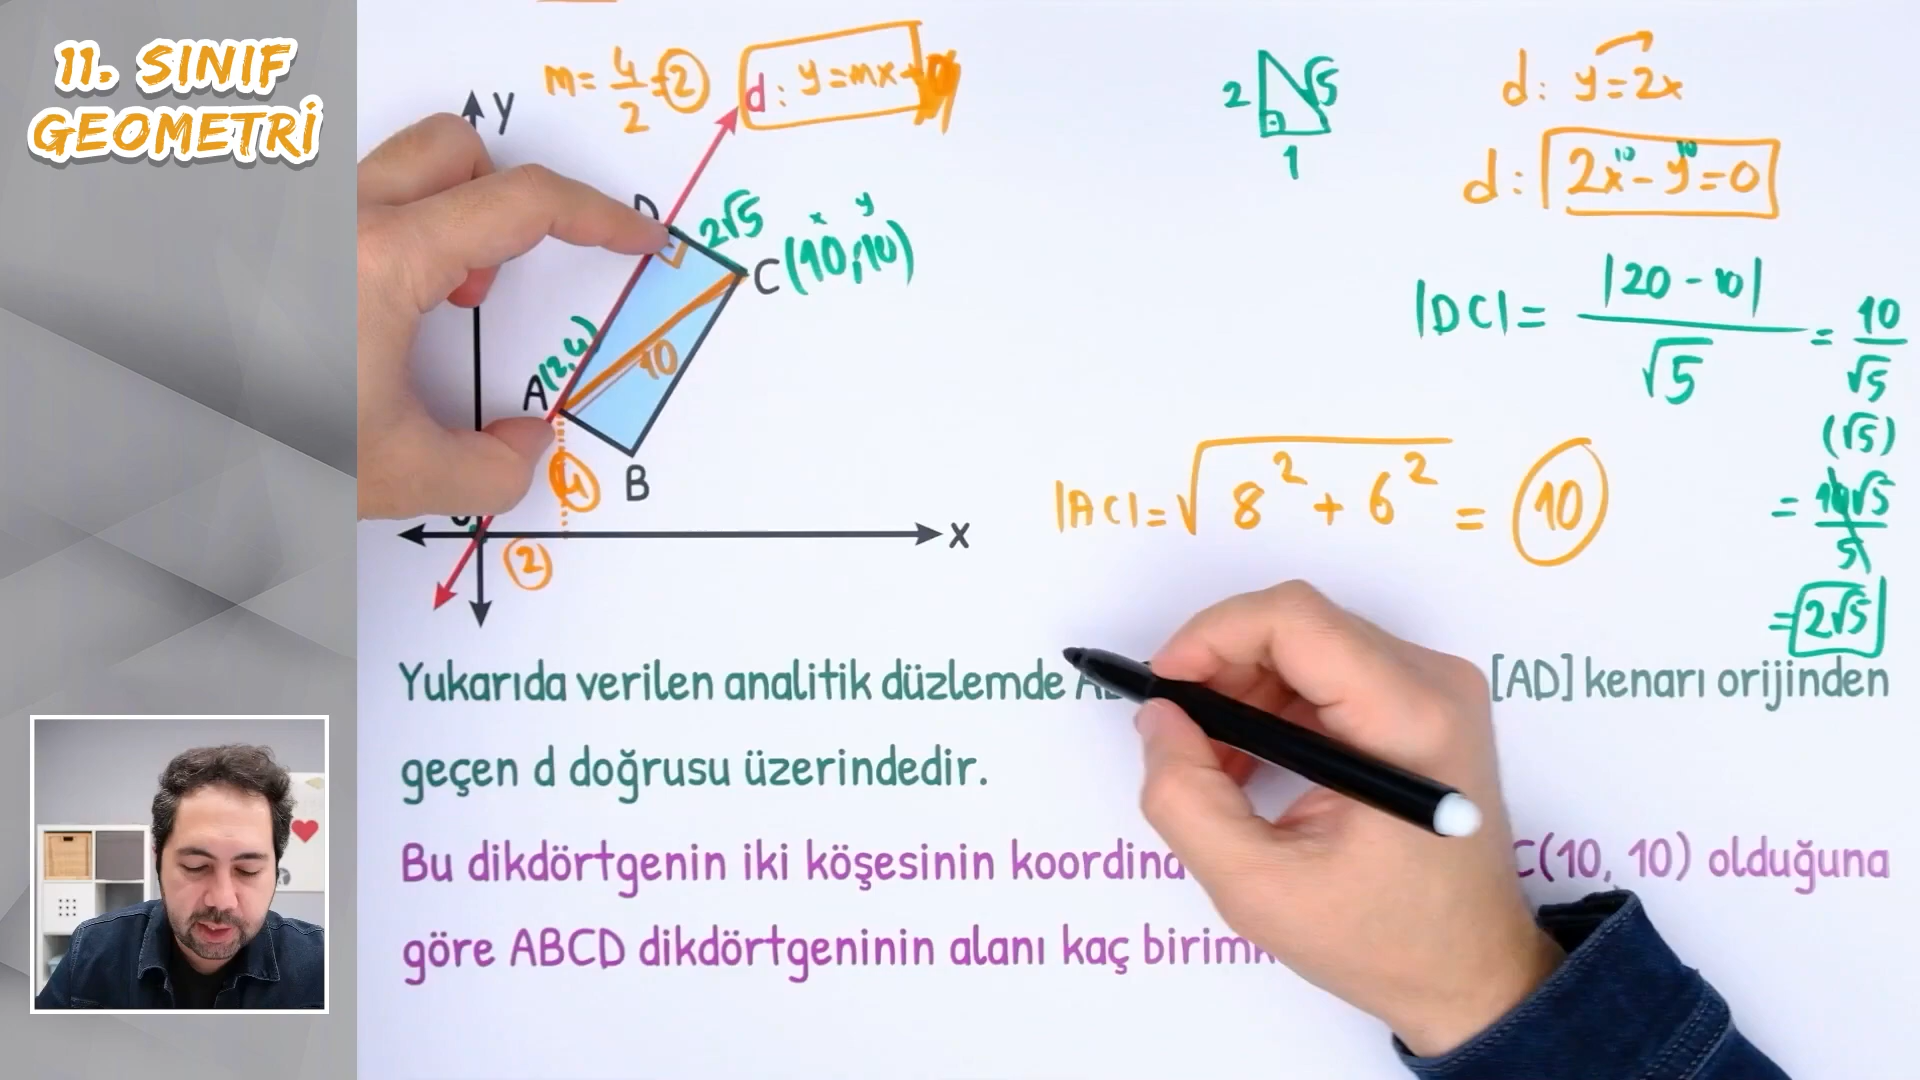 11. SINIF
GEOMETRİ
m = 4/2 = 2
d : y = mx +
y
D
2√5
x y
C (10, 10)
A (2, 4)
10
B
4
2
x
2
√5
1
d: y = 2x
10 10
d: 2x - y = 0
|DC| = |20 - 10| / √5 = 10/√5
(√5)
= 10√5/5
= 2√5
|AC| = √(8² + 6²) = 10
Yukarıda verilen analitik düzlemde [AD] kenarı orijinden
geçen d doğrusu üzerindedir.
Bu dikdörtgenin iki köşesinin koordina C(10, 10) olduğuna
göre ABCD dikdörtgeninin alanı kaç birimk